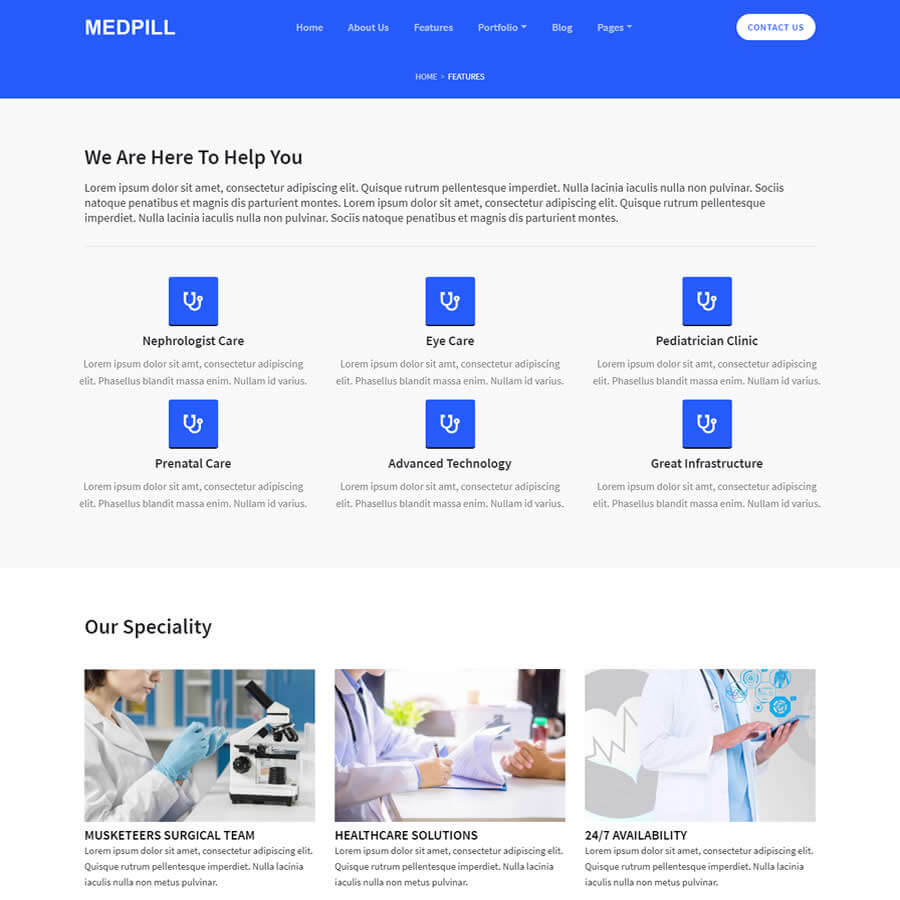 MEDPILL
Home About Us Features Portfolio Blog Pages CONTACT US
HOME > FEATURES
We Are Here To Help You
Lorem ipsum dolor sit amet, consectetur adipiscing elit. Quisque rutrum pellentesque imperdiet. Nulla lacinia iaculis nulla non pulvinar. Sociis
natoque penatibus et magnis dis parturient montes. Lorem ipsum dolor sit amet, consectetur adipiscing elit. Quisque rutrum pellentesque
imperdiet. Nulla lacinia iaculis nulla non pulvinar. Sociis natoque penatibus et magnis dis parturient montes.
Nephrologist Care
Lorem ipsum dolor sit amt, consectetur adipiscing
elit. Phasellus blandit massa enim. Nullam id varius.
Eye Care
Lorem ipsum dolor sit amt, consectetur adipiscing
elit. Phasellus blandit massa enim. Nullam id varius.
Pediatrician Clinic
Lorem ipsum dolor sit amt, consectetur adipiscing
elit. Phasellus blandit massa enim. Nullam id varius.
Prenatal Care
Lorem ipsum dolor sit amt, consectetur adipiscing
elit. Phasellus blandit massa enim. Nullam id varius.
Advanced Technology
Lorem ipsum dolor sit amt, consectetur adipiscing
elit. Phasellus blandit massa enim. Nullam id varius.
Great Infrastructure
Lorem ipsum dolor sit amt, consectetur adipiscing
elit. Phasellus blandit massa enim. Nullam id varius.
Our Speciality
MUSKETEERS SURGICAL TEAM
Lorem ipsum dolor sit amet, consectetur adipiscing elit.
Quisque rutrum pellentesque imperdiet. Nulla lacinia
iaculis nulla non metus pulvinar.
HEALTHCARE SOLUTIONS
Lorem ipsum dolor sit amet, consectetur adipiscing elit.
Quisque rutrum pellentesque imperdiet. Nulla lacinia
iaculis nulla non metus pulvinar.
24/7 AVAILABILITY
Lorem ipsum dolor sit amet, consectetur adipiscing elit.
Quisque rutrum pellentesque imperdiet. Nulla lacinia
iaculis nulla non metus pulvinar.